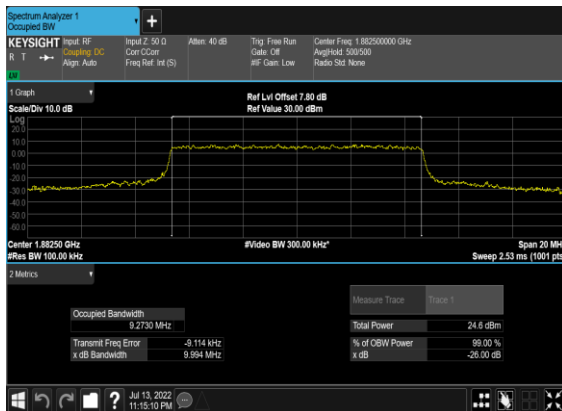 Spectrum Analyzer 1
Occupied BW
KEYSIGHT
R T
Input: RF
Coupling: DC
Align: Auto
Input Z: 50 Ω
Corr CCorr
Freq Ref: Int (S)
Atten: 40 dB
Trig: Free Run
Gate: Off
#IF Gain: Low
Center Freq: 1.882500000 GHz
Avg|Hold: 500/500
Radio Std: None
1 Graph
Scale/Div 10.0 dB
Ref Lvl Offset 7.80 dB
Ref Value 30.00 dBm
Log
20.0
10.0
0.00
-10.0
-20.0
-30.0
-40.0
-50.0
-60.0
Center 1.88250 GHz
#Res BW 100.00 kHz
#Video BW 300.00 kHz*
Span 20 MH
Sweep 2.53 ms (1001 pts
2 Metrics
Measure Trace
Trace 1
Occupied Bandwidth
9.2730 MHz
Total Power
24.6 dBm
Transmit Freq Error
-9.114 kHz
% of OBW Power
99.00 %
x dB Bandwidth
9.994 MHz
x dB
-26.00 dB
?
Jul 13, 2022
11:15:10 PM